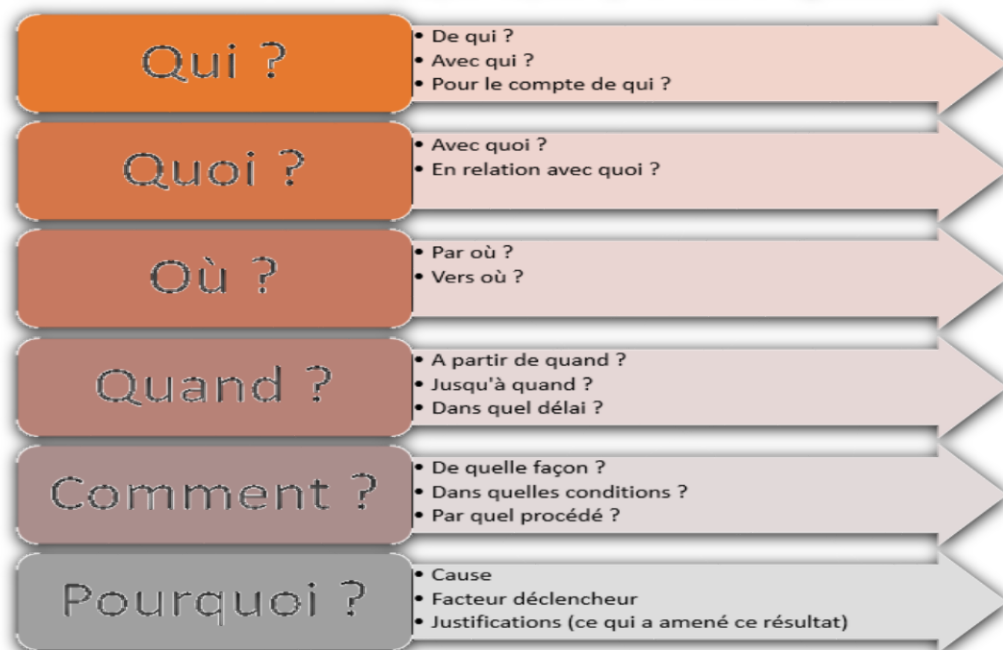 Qui ?
• De qui ?
• Avec qui ?
• Pour le compte de qui ?
Quoi ?
• Avec quoi ?
• En relation avec quoi ?
Où ?
• Par où ?
• Vers où ?
Quand ?
• A partir de quand ?
• Jusqu'à quand ?
• Dans quel délai ?
Comment ?
• De quelle façon ?
• Dans quelles conditions ?
• Par quel procédé ?
Pourquoi ?
• Cause
• Facteur déclencheur
• Justifications (ce qui a amené ce résultat)